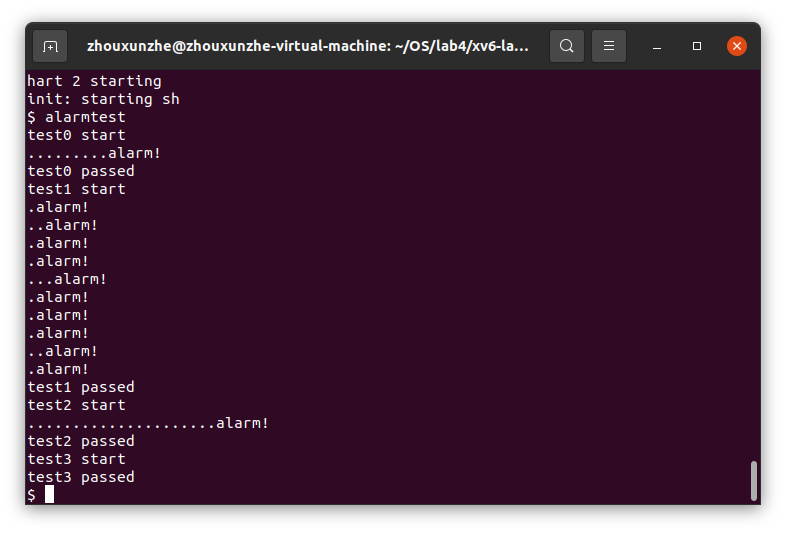 zhouxunzhe@zhouxunzhe-virtual-machine: ~/OS/lab4/xv6-la...
hart 2 starting
init: starting sh
$ alarmtest
test0 start
.........alarm!
test0 passed
test1 start
.alarm!
..alarm!
.alarm!
.alarm!
...alarm!
.alarm!
.alarm!
.alarm!
..alarm!
.alarm!
test1 passed
test2 start
.....................alarm!
test2 passed
test3 start
test3 passed
$